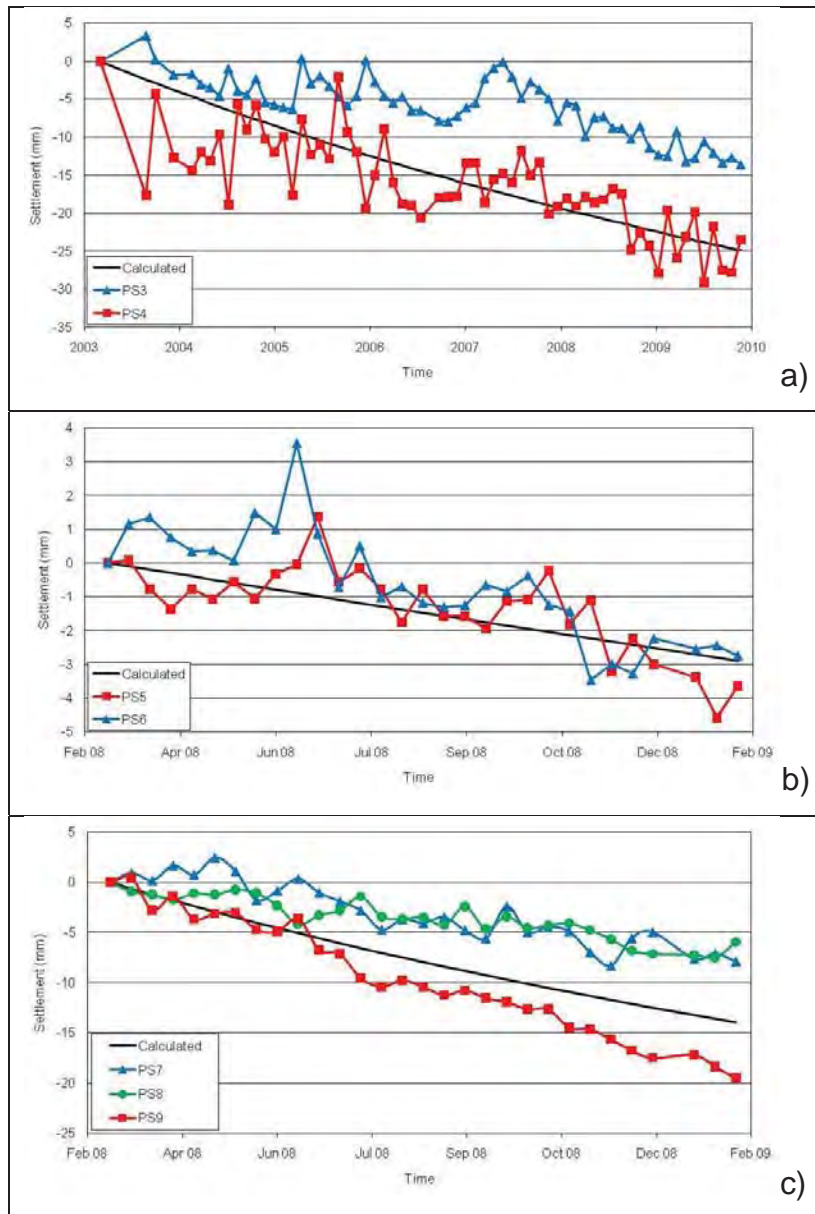 5
0
-5
-10
-15
-20
-25
-30
-35
Settlement (mm)
Calculated
PS3
PS4
2003 2004 2005 2006 2007 2008 2009 2010
Time
a)
4
3
2
1
0
-1
-2
-3
-4
-5
Settlement (mm)
Calculated
PS5
PS6
Feb 08 Apr 08 Jun 08 Jul 08 Sep 08 Oct 08 Dec 08 Feb 09
Time
b)
5
0
-5
-10
-15
-20
-25
Settlement (mm)
Calculated
PS7
PS8
PS9
Feb 08 Apr 08 Jun 08 Jul 08 Sep 08 Oct 08 Dec 08 Feb 09
Time
c)